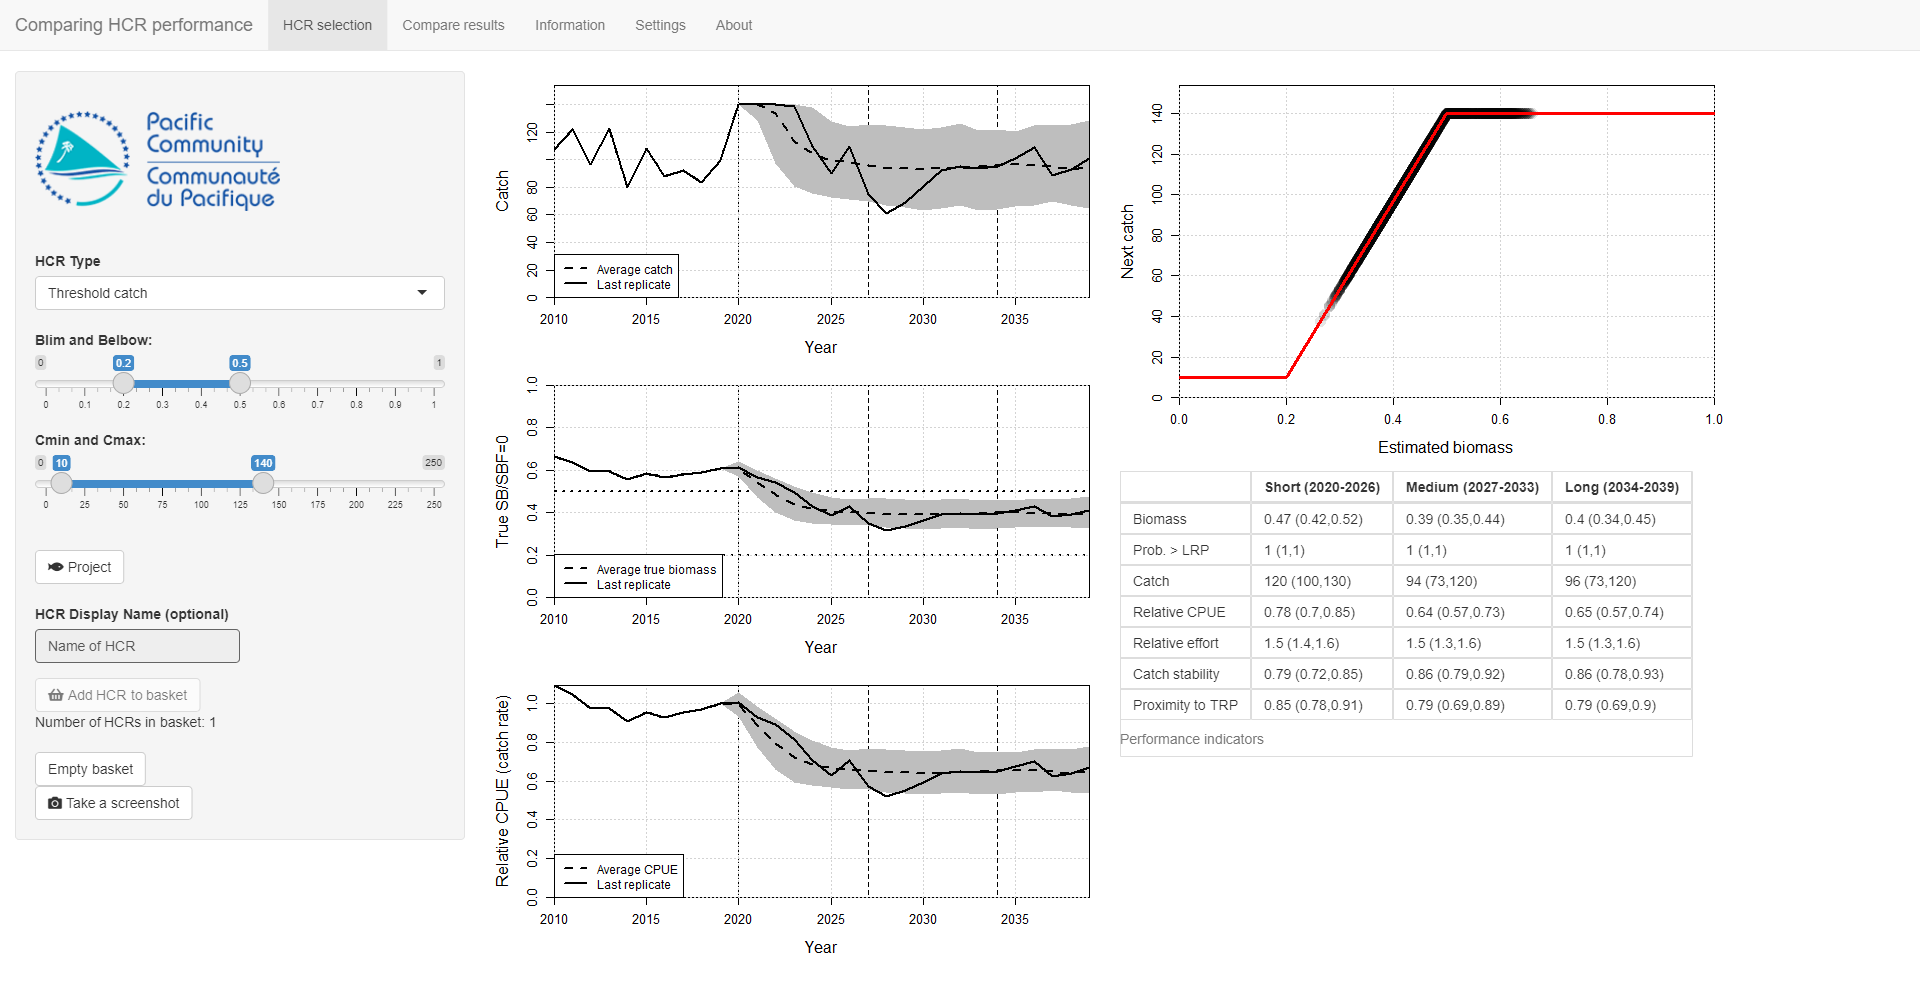 Comparing HCR performance HCR selection Compare results Information Settings About
Pacific
Community
Communauté
du Pacifique
HCR Type
Threshold catch
Blim and Belbow:
0 0.2 0.5 1
0 0.1 0.2 0.3 0.4 0.5 0.6 0.7 0.8 0.9 1
Cmin and Cmax:
0 10 140 250
0 25 50 75 100 125 150 175 200 225 250
Project
HCR Display Name (optional)
Name of HCR
Add HCR to basket
Number of HCRs in basket: 1
Empty basket
Take a screenshot
Catch
0 20 40 60 80 120
Average catch
Last replicate
2010 2015 2020 2025 2030 2035
Year
True SB/SBF=0
0.0 0.2 0.4 0.6 0.8 1.0
Average true biomass
Last replicate
2010 2015 2020 2025 2030 2035
Year
Relative CPUE (catch rate)
0.0 0.2 0.4 0.6 0.8 1.0
Average CPUE
Last replicate
2010 2015 2020 2025 2030 2035
Year
Next catch
0 20 40 60 80 100 120 140
0.0 0.2 0.4 0.6 0.8 1.0
Estimated biomass
Short (2020-2026) Medium (2027-2033) Long (2034-2039)
Biomass 0.47 (0.42,0.52) 0.39 (0.35,0.44) 0.4 (0.34,0.45)
Prob. > LRP 1 (1,1) 1 (1,1) 1 (1,1)
Catch 120 (100,130) 94 (73,120) 96 (73,120)
Relative CPUE 0.78 (0.7,0.85) 0.64 (0.57,0.73) 0.65 (0.57,0.74)
Relative effort 1.5 (1.4,1.6) 1.5 (1.3,1.6) 1.5 (1.3,1.6)
Catch stability 0.79 (0.72,0.85) 0.86 (0.79,0.92) 0.86 (0.78,0.93)
Proximity to TRP 0.85 (0.78,0.91) 0.79 (0.69,0.89) 0.79 (0.69,0.9)
Performance indicators